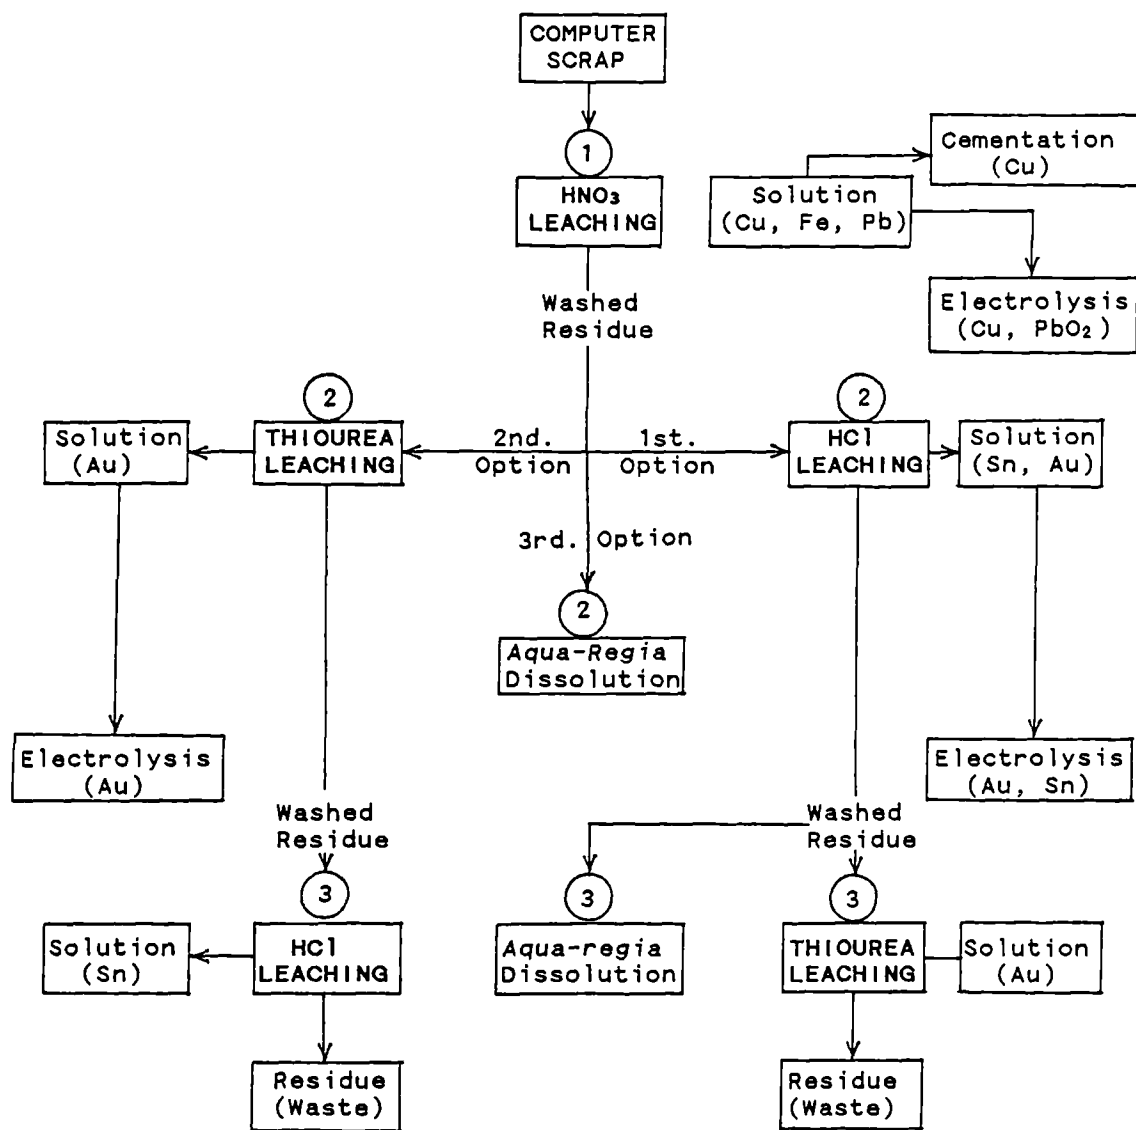 COMPUTER
SCRAP
1
HNO₃
LEACHING
Cementation
(Cu)
Solution
(Cu, Fe, Pb)
Electrolysis
(Cu, PbO₂)
Washed
Residue
2
THIOUREA
LEACHING
Solution
(Au)
2nd.
Option
1st.
Option
2
HCl
LEACHING
Solution
(Sn, Au)
3rd. Option
2
Aqua-Regia
Dissolution
Electrolysis
(Au)
Electrolysis
(Au, Sn)
Washed
Residue
Washed
Residue
3
HCl
LEACHING
Solution
(Sn)
3
Aqua-regia
Dissolution
3
THIOUREA
LEACHING
Solution
(Au)
Residue
(Waste)
Residue
(Waste)